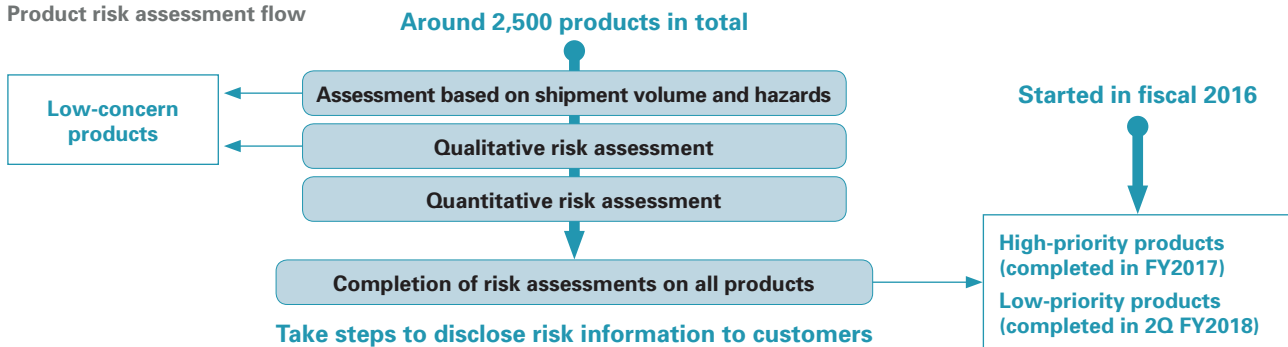 Product risk assessment flow
Around 2,500 products in total
Assessment based on shipment volume and hazards
Low-concern
products
Qualitative risk assessment
Quantitative risk assessment
Completion of risk assessments on all products
Take steps to disclose risk information to customers
Started in fiscal 2016
High-priority products
(completed in FY2017)
Low-priority products
(completed in 2Q FY2018)